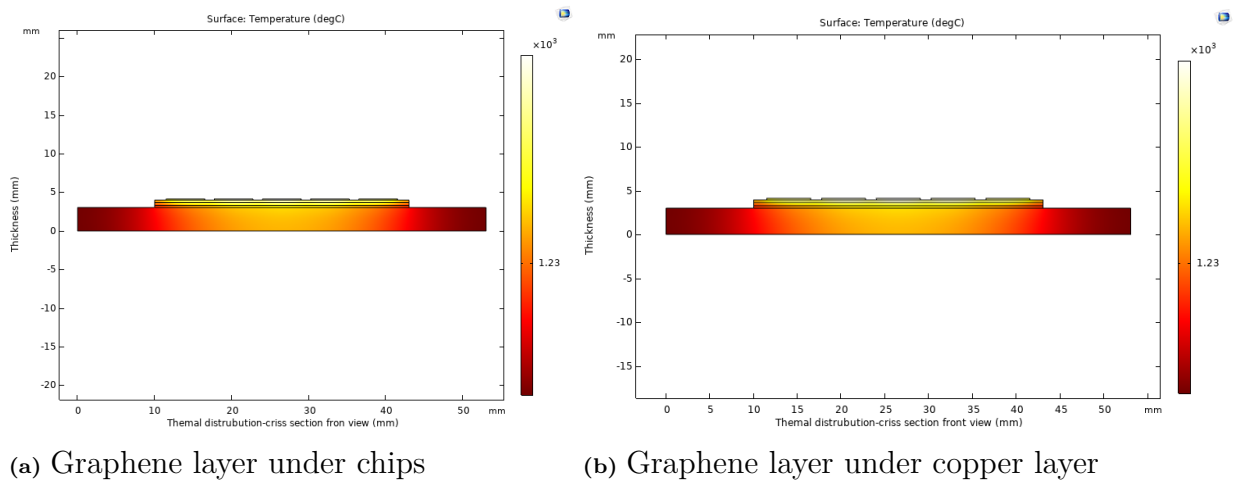 Surface: Temperature (degC)
mm
×10³
20
15
10
5
0
-5
-10
-15
-20
1.23
Thickness (mm)
0 10 20 30 40 50 mm
Themal distrubution-criss section fron view (mm)
(a) Graphene layer under chips
Surface: Temperature (degC)
mm
×10³
20
15
10
5
0
-5
-10
-15
1.23
Thickness (mm)
0 5 10 15 20 25 30 35 40 45 50 mm
Themal distrubution-criss section front view (mm)
(b) Graphene layer under copper layer